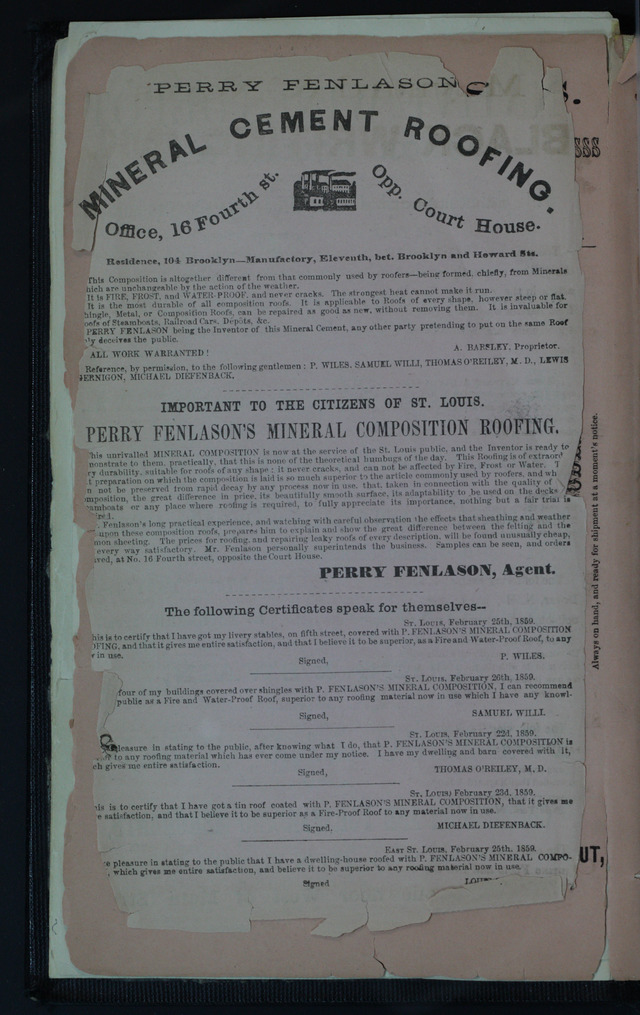 PERRY FENLASON'S
MINERAL CEMENT ROOFING.
Office, 16 Fourth st. Opp. Court House.
Residence, 104 Brooklyn—Manufactory, Eleventh, bet. Brooklyn and Howard Sts.
This Composition is altogether different from that commonly used by roofers—being formed, chiefly, from Minerals
hich are unchangeable by the action of the weather.
It is FIRE, FROST, and WATER-PROOF, and never cracks. The strongest heat cannot make it run.
It is the most durable of all composition roofs. It is applicable to Roofs of every shape, however steep or flat.
hingle, Metal, or Composition Roofs, can be repaired as good as new, without removing them. It is invaluable for
oofs of Steamboats, Railroad Cars, Depots, &c.
PERRY FENLASON being the Inventor of this Mineral Cement, any other party pretending to put on the same Roof
ly deceives the public.
ALL WORK WARRANTED! A. BARSLEY, Proprietor.
Reference, by permission, to the following gentlemen: P. WILES, SAMUEL WILLI, THOMAS O'REILEY, M. D., LEWIS
ERNIGON, MICHAEL DIEFENBACK.
IMPORTANT TO THE CITIZENS OF ST. LOUIS.
PERRY FENLASON'S MINERAL COMPOSITION ROOFING.
his unrivalled MINERAL COMPOSITION is now at the service of the St. Louis public, and the Inventor is ready to
monstrate to them, practically, that this is none of the theoretical humbugs of the day. This Roofing is of extraord
ry durability, suitable for roofs of any shape; it never cracks, and can not be affected by Fire, Frost or Water. T
t preparation on which the composition is laid is so much superior to the article commonly used by roofers, and wh
n not be preserved from rapid decay by any process now in use, that, taken in connection with the quality of
mposition, the great difference in price, its beautifully smooth surface, its adaptability to be used on the decks
amboats or any place where roofing is required, to fully appreciate its importance, nothing but a fair trial is
red.
. Fenlason's long practical experience, and watching with careful observation the effects that sheathing and weather
upon these composition roofs, prepares him to explain and show the great difference between the felting and the
mon sheeting. The prices for roofing, and repairing leaky roofs of every description, will be found unusually cheap,
every way satisfactory. Mr. Fenlason personally superintends the business. Samples can be seen, and orders
ved, at No. 16 Fourth street, opposite the Court House.
PERRY FENLASON, Agent.
The following Certificates speak for themselves--
ST. LOUIS, February 25th, 1859.
his is to certify that I have got my livery stables, on fifth street, covered with P. FENLASON'S MINERAL COMPOSITION
OFING, and that it gives me entire satisfaction, and that I believe it to be superior, as a Fire and Water-Proof Roof, to any
in use.
Signed, P. WILES.
ST. LOUIS, February 26th, 1859.
four of my buildings covered over shingles with P. FENLASON'S MINERAL COMPOSITION, I can recommend
public as a Fire and Water-Proof Roof, superior to any roofing material now in use which I have any knowl-
Signed, SAMUEL WILLI.
ST. LOUIS, February 22d, 1859.
pleasure in stating to the public, after knowing what I do, that P. FENLASON'S MINERAL COMPOSITION is
to any roofing material which has ever come under my notice. I have my dwelling and barn covered with it,
ch gives me entire satisfaction.
Signed, THOMAS O'REILEY, M. D.
ST. LOUIS, February 23d, 1859.
his is to certify that I have got a tin roof coated with P. FENLASON'S MINERAL COMPOSITION, that it gives me
e satisfaction, and that I believe it to be superior as a Fire-Proof Roof to any material now in use.
Signed, MICHAEL DIEFENBACK.
EAST ST. LOUIS, February 25th, 1859.
e pleasure in stating to the public that I have a dwelling-house roofed with P. FENLASON'S MINERAL COMPO-
, which gives me entire satisfaction, and believe it to be superior to any roofing material now in use.
Signed
Always on hand, and ready for shipment at a moment's notice.
UT,